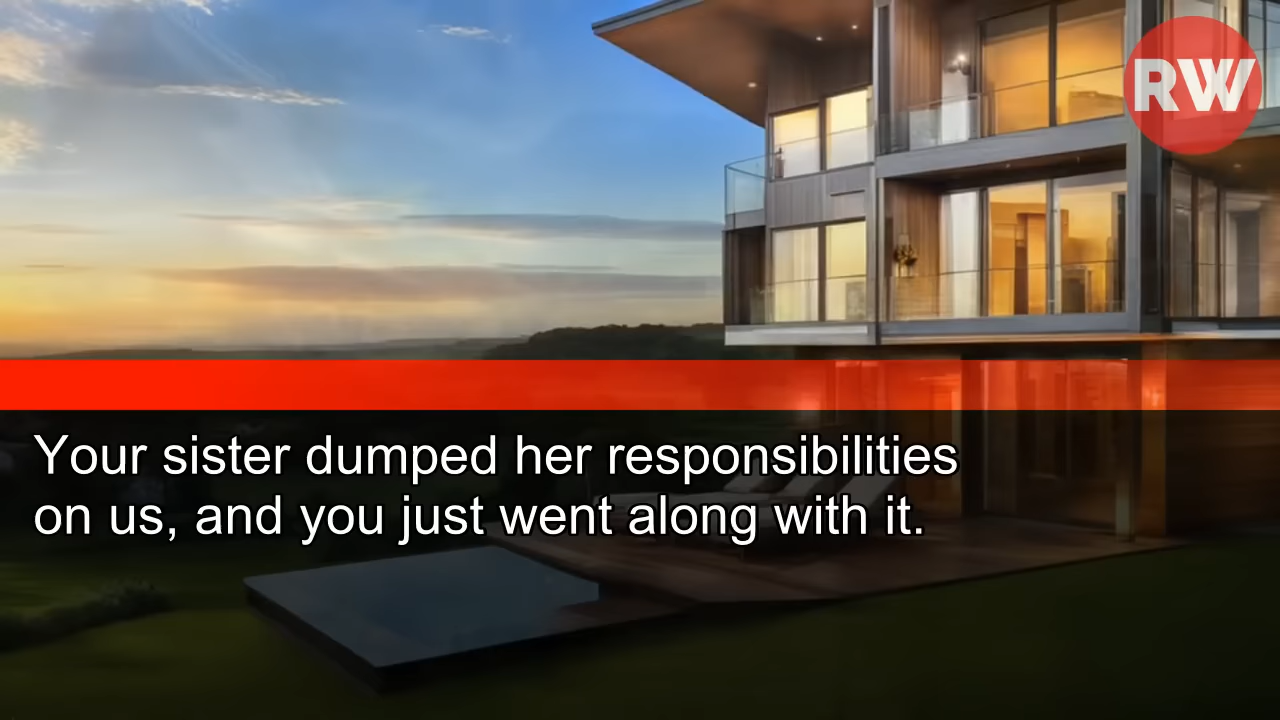 RW
Your sister dumped her responsibilities
on us, and you just went along with it.